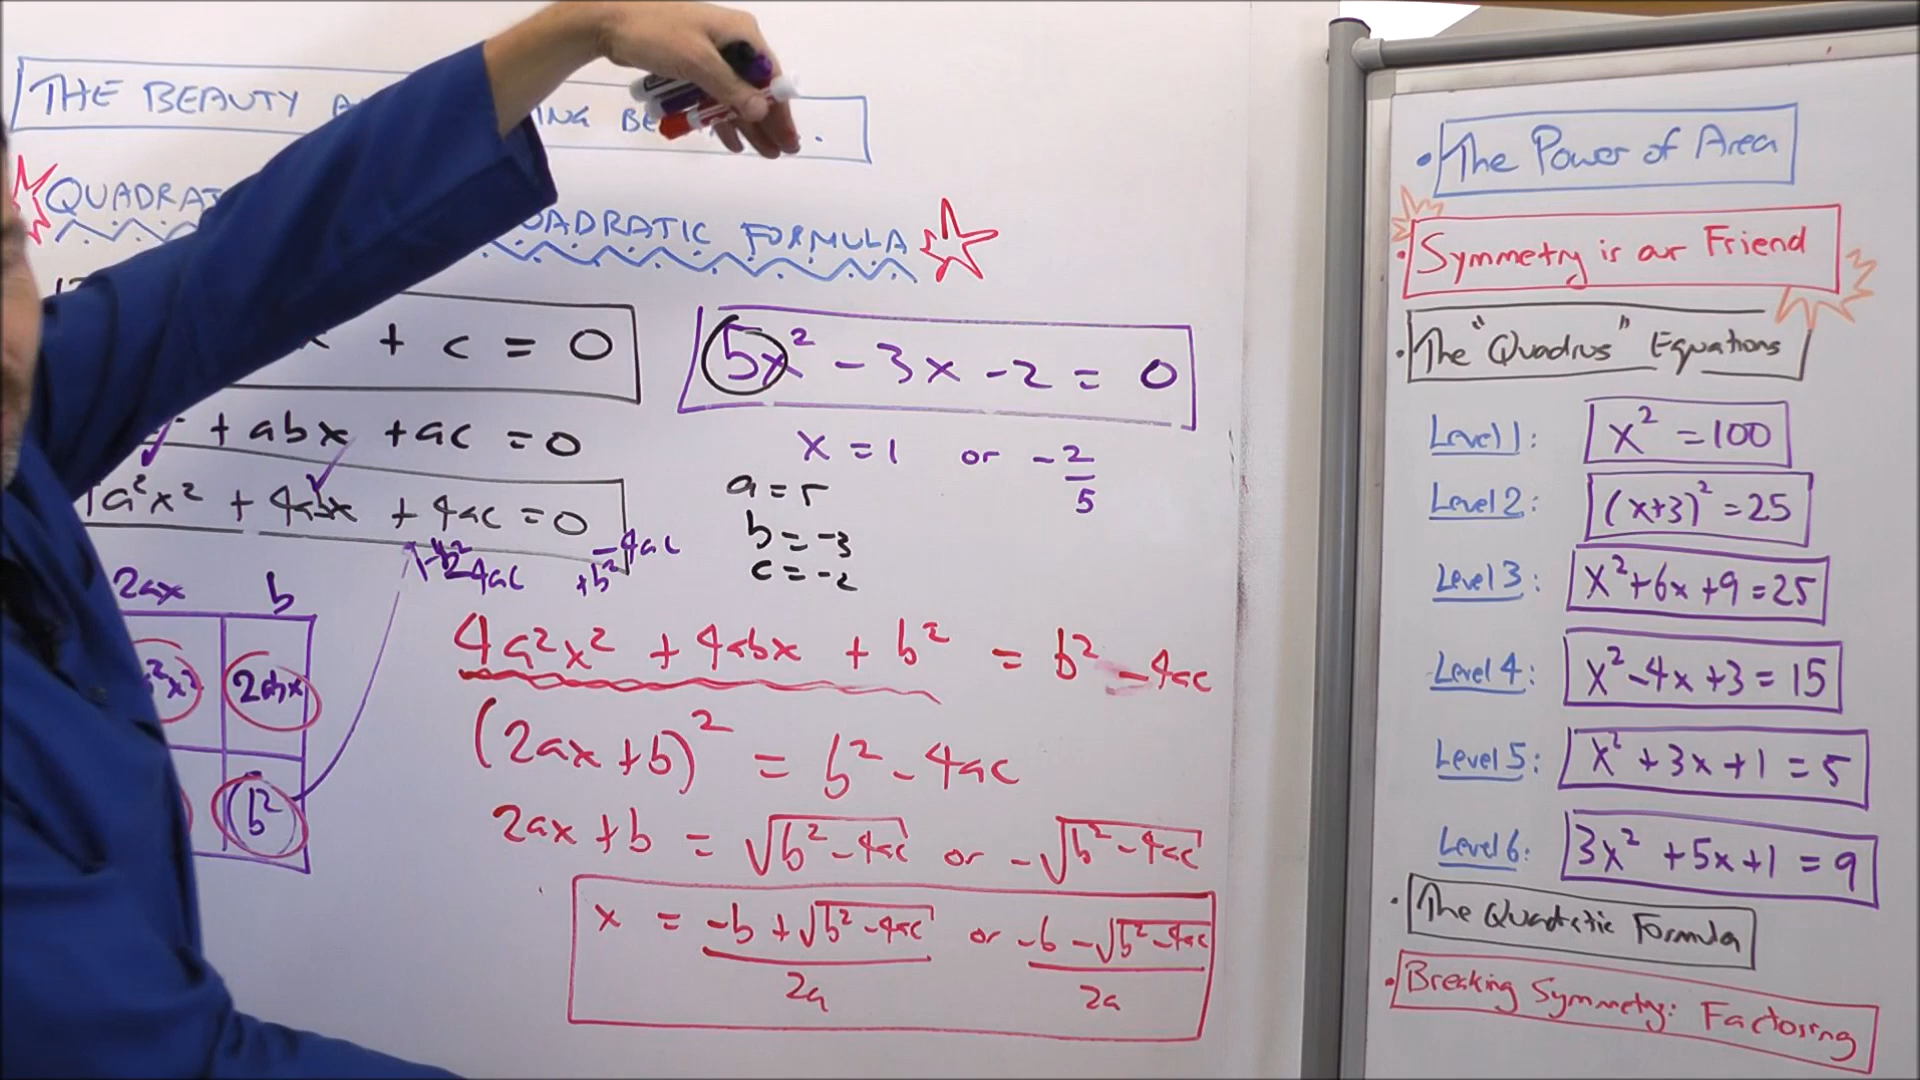 THE BEAUTY
QUADRAT
QUADRATIC FORMULA
+ c = 0
+ abx + ac = 0
a²x² + 4abx + 4ac = 0
-b²
-4ac
+b²
-4ac
2ax b
2abx
b²
5x² - 3x - 2 = 0
x = 1 or -2/5
a = 5
b = -3
c = -2
4a²x² + 4abx + b² = b² - 4ac
(2ax + b)² = b² - 4ac
2ax + b = √b² - 4ac or -√b² - 4ac
x = -b + √b² - 4ac / 2a or -b - √b² - 4ac / 2a
• The Power of Area
• Symmetry is our Friend
• The "Quadrus" Equations
Level 1: x² = 100
Level 2: (x+3)² = 25
Level 3: x² + 6x + 9 = 25
Level 4: x² - 4x + 3 = 15
Level 5: x² + 3x + 1 = 5
Level 6: 3x² + 5x + 1 = 9
• The Quadratic Formula
• Breaking Symmetry: Factoring